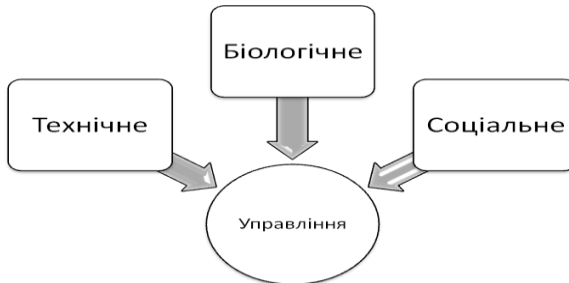 Біологічне
Технічне
Соціальне
Управління